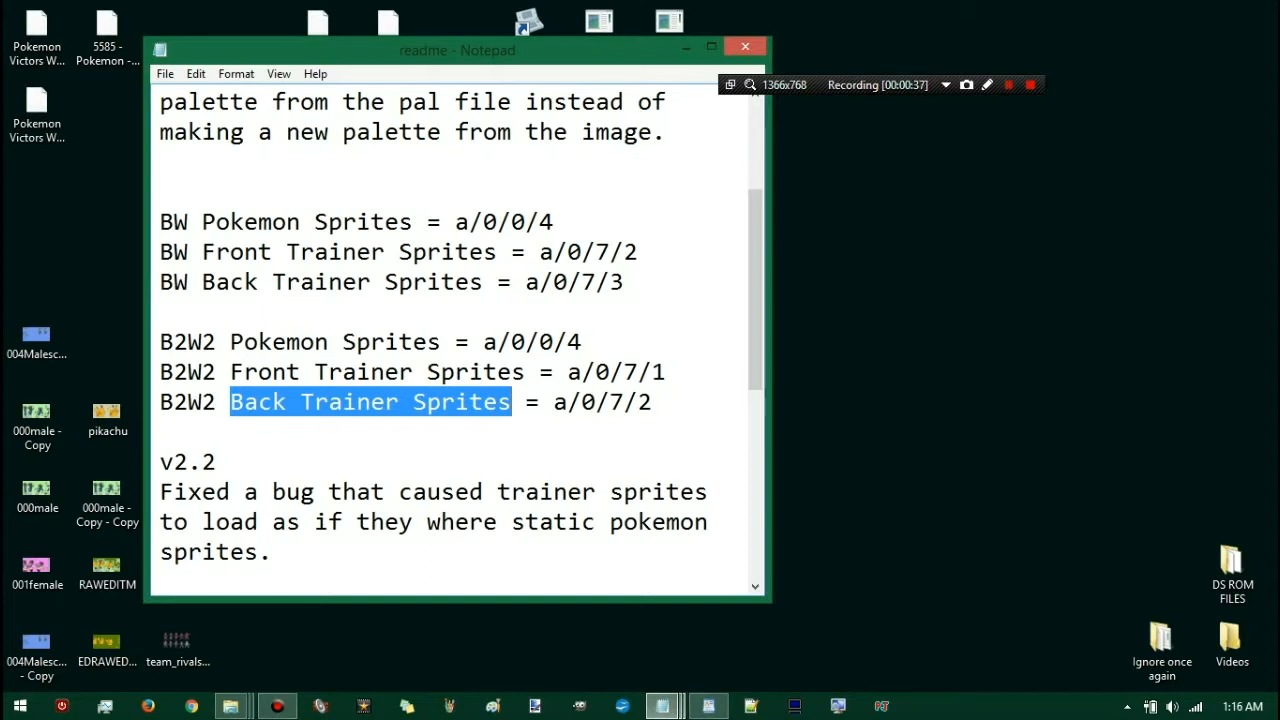 Pokemon
Victors W...
5585 -
Pokemon -...
Pokemon
Victors W...
004Malesc...
000male -
Copy
pikachu
000male
000male -
Copy - Copy
001female
RAWEDITM
004Malesc...
- Copy
EDRAWED...
team_rivals...
readme - Notepad
File Edit Format View Help
1366x768 Recording [00:00:37]
palette from the pal file instead of
making a new palette from the image.
BW Pokemon Sprites = a/0/0/4
BW Front Trainer Sprites = a/0/7/2
BW Back Trainer Sprites = a/0/7/3
B2W2 Pokemon Sprites = a/0/0/4
B2W2 Front Trainer Sprites = a/0/7/1
B2W2 Back Trainer Sprites = a/0/7/2
v2.2
Fixed a bug that caused trainer sprites
to load as if they where static pokemon
sprites.
DS ROM
FILES
Ignore once
again
Videos
1:16 AM